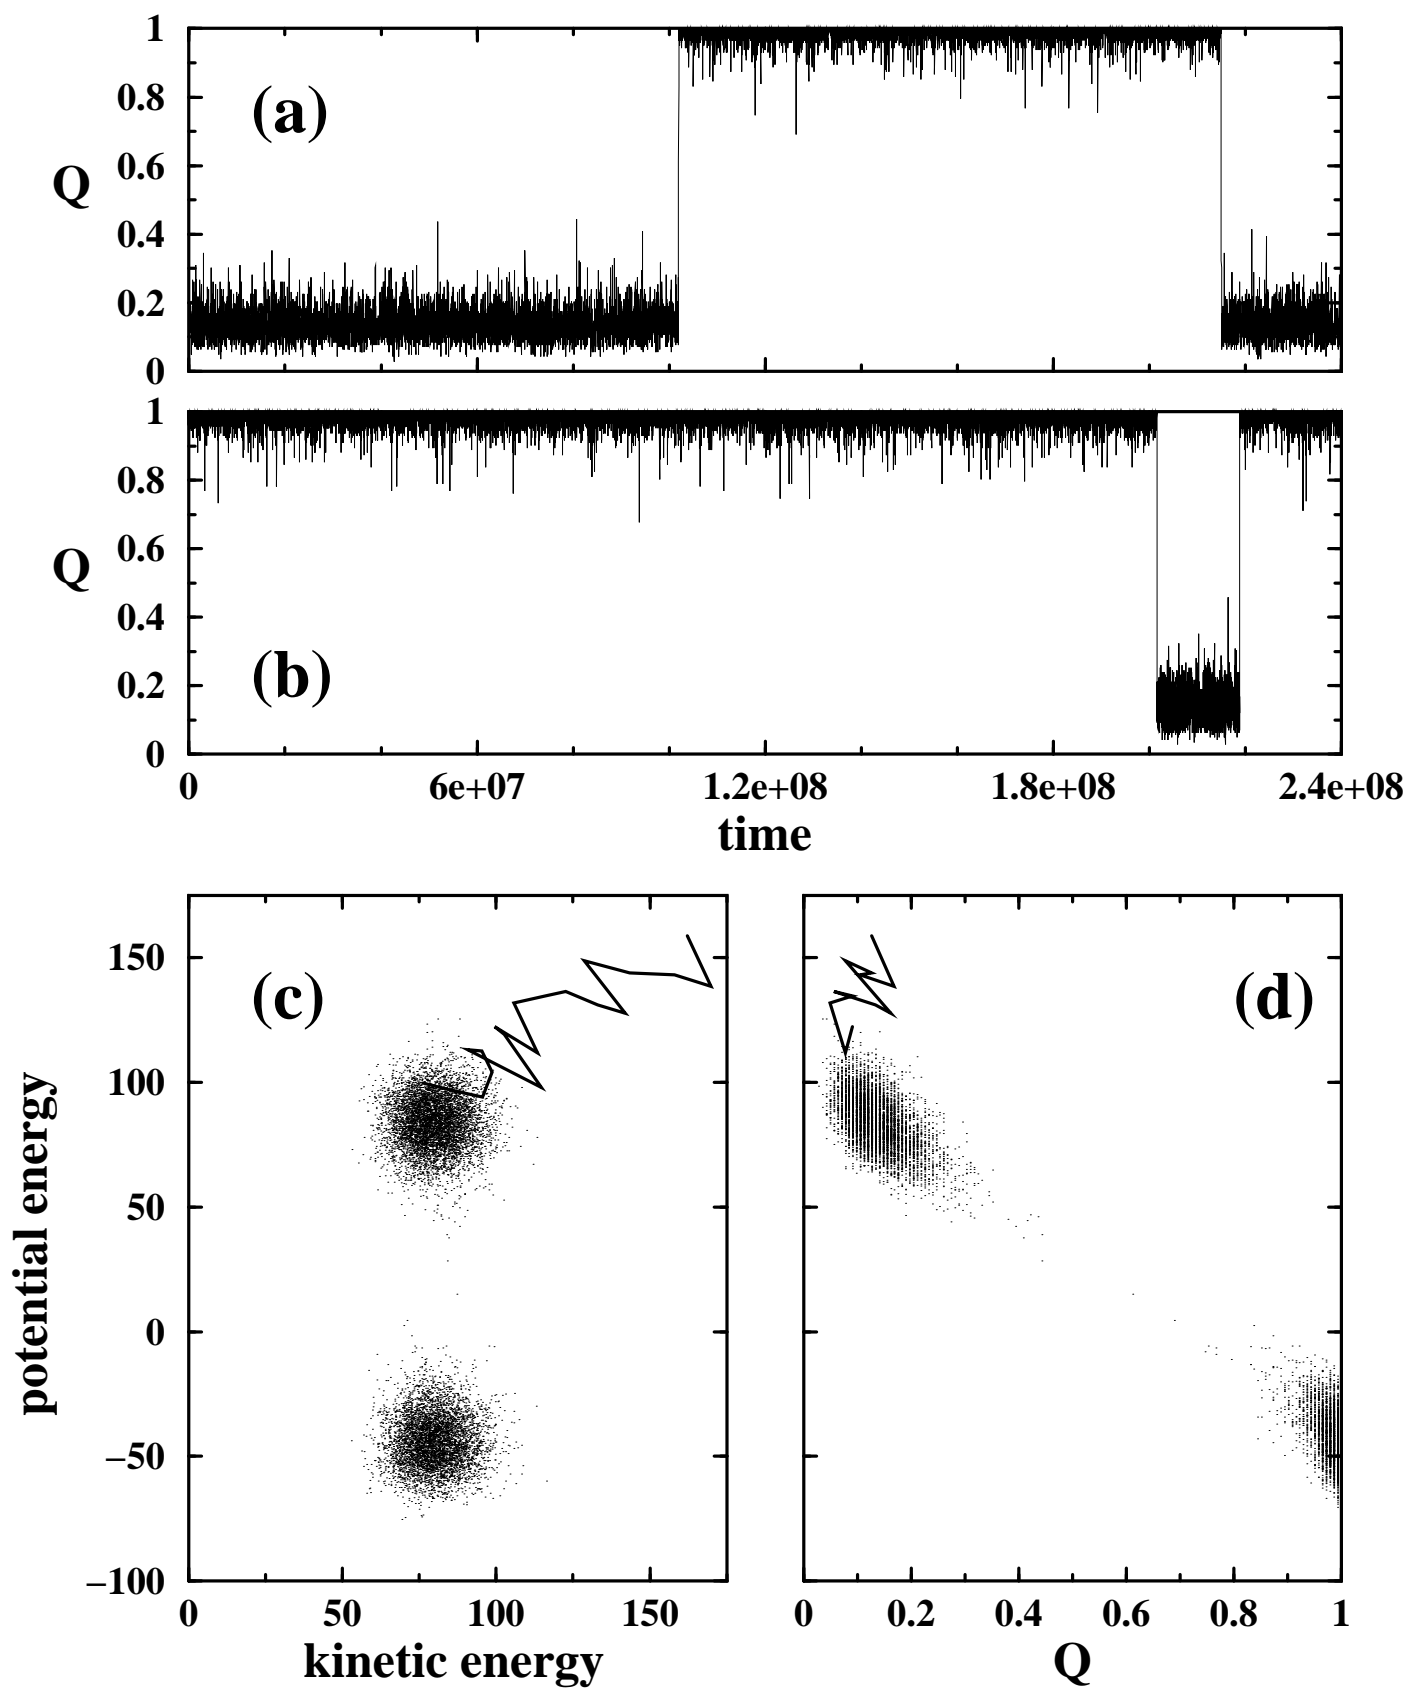 1
0.8
0.6
0.4
0.2
0
Q
(a)
1
0.8
0.6
0.4
0.2
0
Q
(b)
0 6e+07 1.2e+08 1.8e+08 2.4e+08
time
150
100
50
0
−50
−100
potential energy
(c)
0 50 100 150
kinetic energy
(d)
0 0.2 0.4 0.6 0.8 1
Q